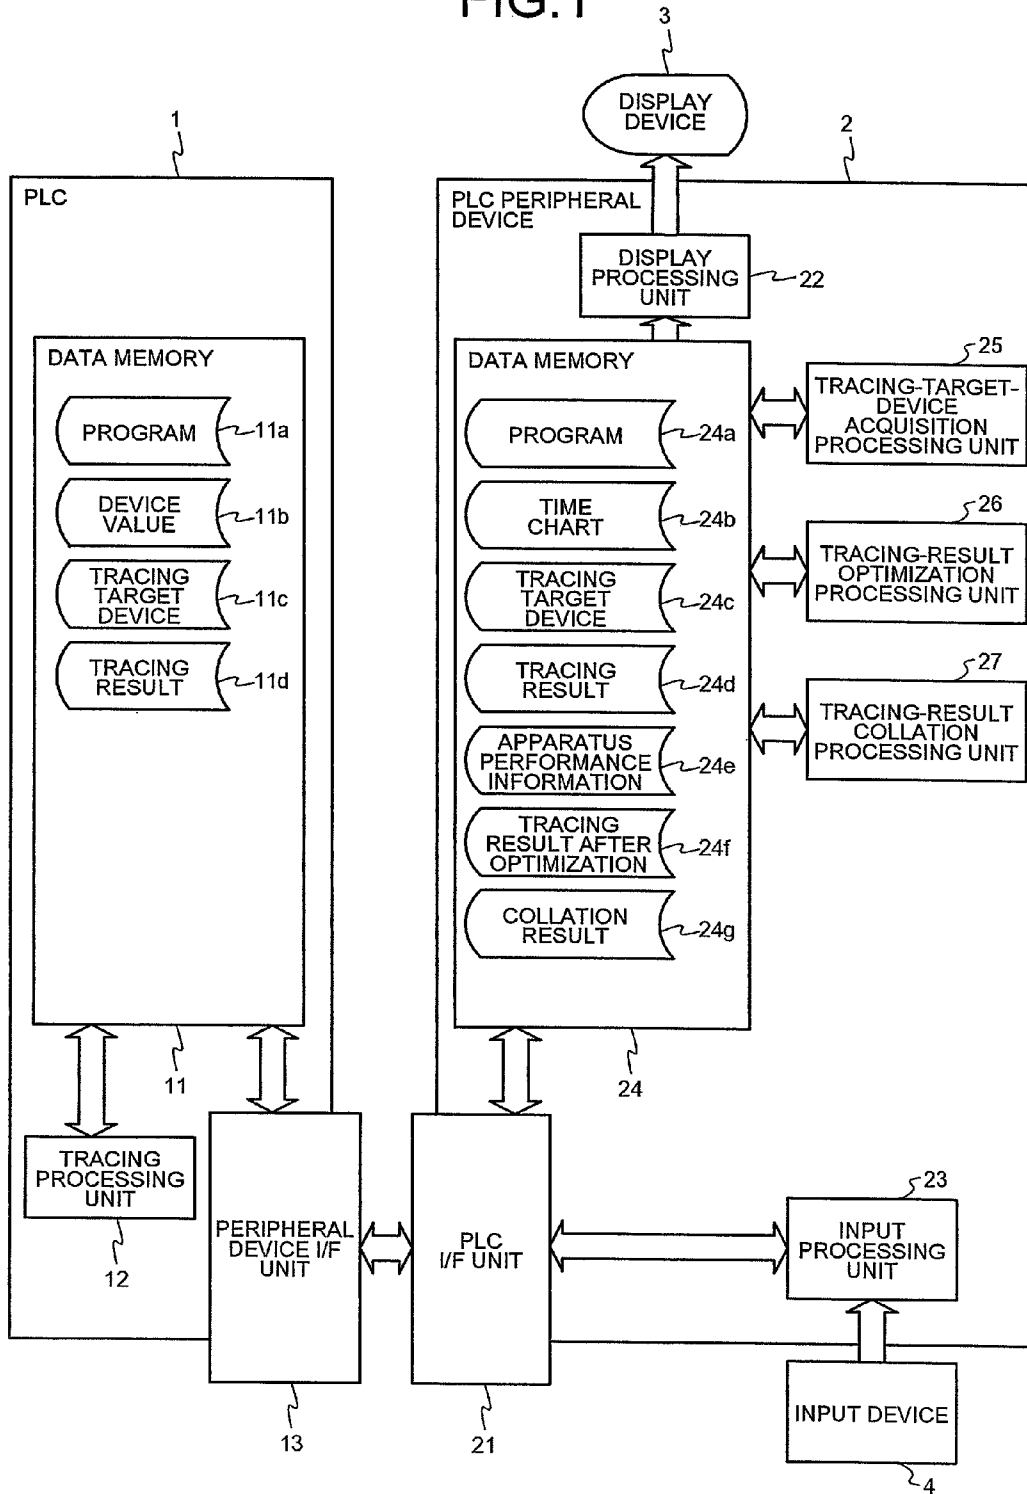 FIG.1
3
DISPLAY
DEVICE
1
2
PLC
PLC PERIPHERAL
DEVICE
DISPLAY
PROCESSING
UNIT
22
DATA MEMORY
PROGRAM
11a
DEVICE
VALUE
11b
TRACING
TARGET
DEVICE
11c
TRACING
RESULT
11d
DATA MEMORY
PROGRAM
24a
TIME
CHART
24b
TRACING
TARGET
DEVICE
24c
TRACING
RESULT
24d
APPARATUS
PERFORMANCE
INFORMATION
24e
TRACING
RESULT AFTER
OPTIMIZATION
24f
COLLATION
RESULT
24g
25
TRACING-TARGET-
DEVICE
ACQUISITION
PROCESSING UNIT
26
TRACING-RESULT
OPTIMIZATION
PROCESSING UNIT
27
TRACING-RESULT
COLLATION
PROCESSING UNIT
11
24
TRACING
PROCESSING
UNIT
12
PERIPHERAL
DEVICE I/F
UNIT
13
PLC
I/F UNIT
21
23
INPUT
PROCESSING
UNIT
INPUT DEVICE
4